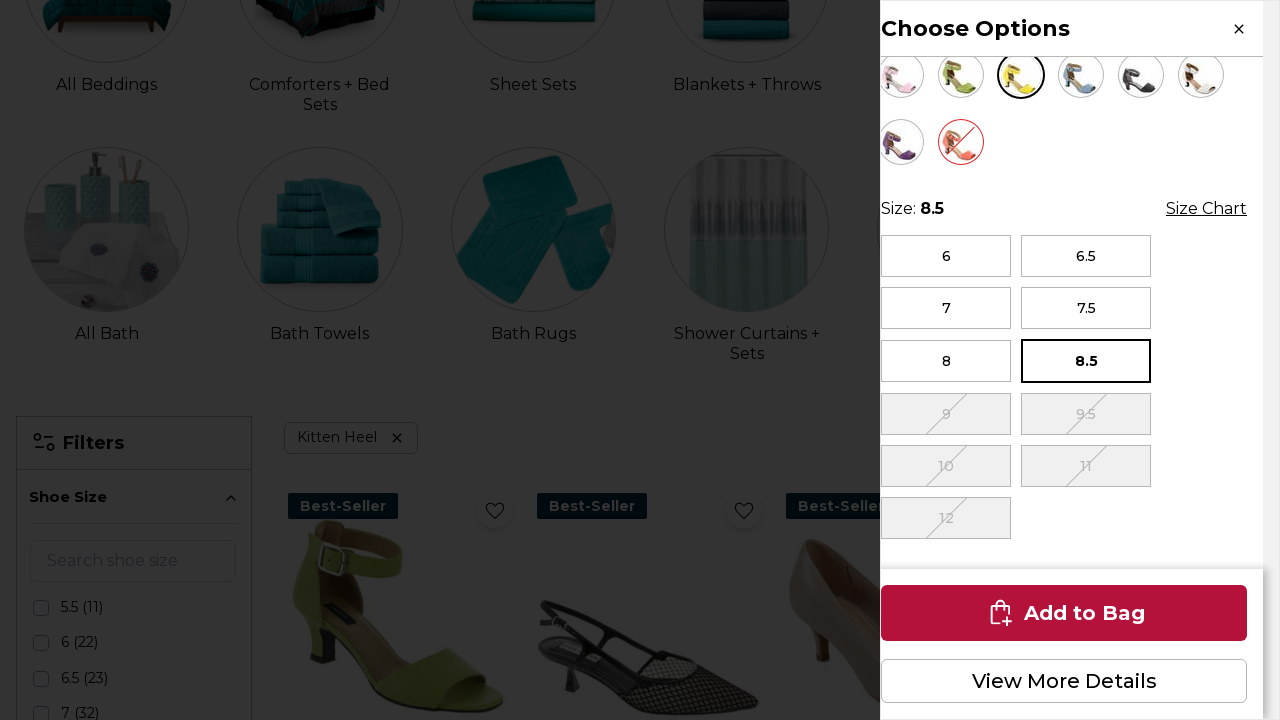 All Beddings
Comforters + Bed
Sets
Sheet Sets
Blankets + Throws
All Bath
Bath Towels
Bath Rugs
Shower Curtains +
Sets
Filters
Kitten Heel
Shoe Size
Search shoe size
5.5 (11)
6 (22)
6.5 (23)
7 (32)
Best-Seller
Best-Seller
Best-Seller
Choose Options
Size: 8.5
Size Chart
6
6.5
7
7.5
8
8.5
9
9.5
10
11
12
Add to Bag
View More Details